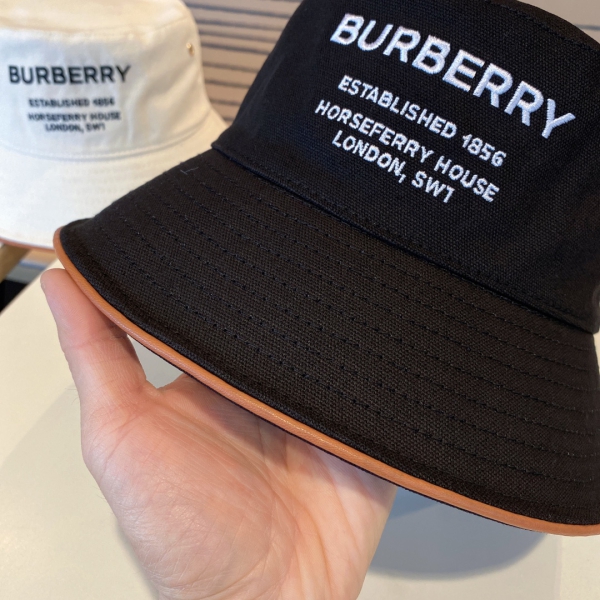 BURBERRY
ESTABLISHED 1856
HORSEFERRY HOUSE
LONDON, SW1
BURBERRY
ESTABLISHED 1856
HORSEFERRY HOUSE
LONDON, SW1